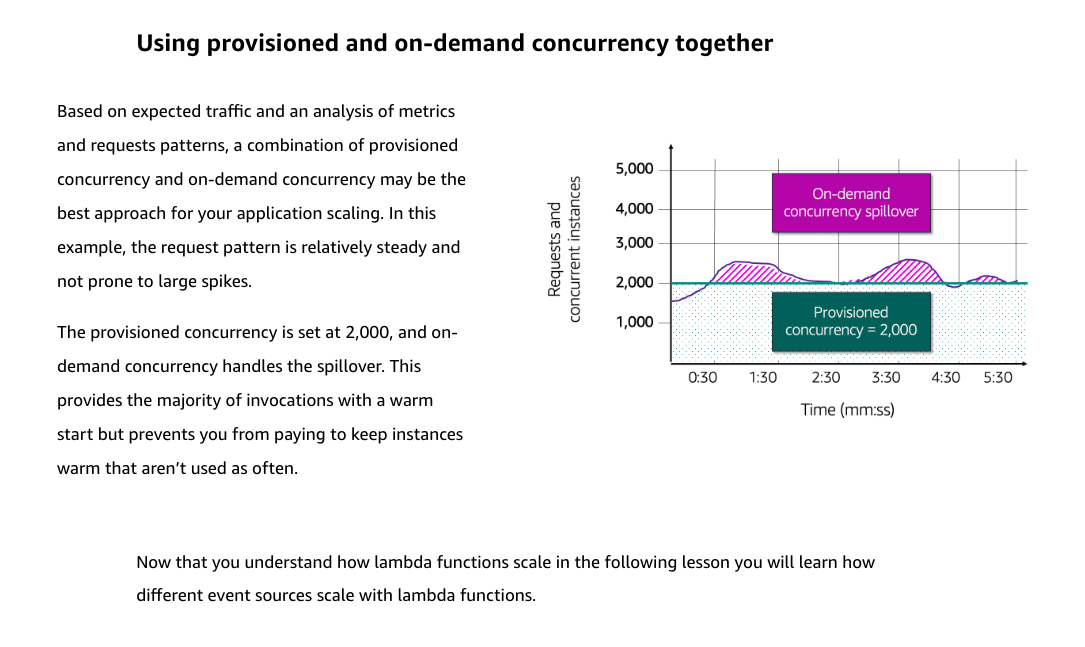 Using provisioned and on-demand concurrency together
Based on expected traffic and an analysis of metrics
and requests patterns, a combination of provisioned
concurrency and on-demand concurrency may be the
best approach for your application scaling. In this
example, the request pattern is relatively steady and
not prone to large spikes.
The provisioned concurrency is set at 2,000, and on-
demand concurrency handles the spillover. This
provides the majority of invocations with a warm
start but prevents you from paying to keep instances
warm that aren't used as often.
Requests and
concurrent instances
5,000
4,000
3,000
2,000
1,000
On-demand
concurrency spillover
Provisioned
concurrency = 2,000
0:30 1:30 2:30 3:30 4:30 5:30
Time (mm:ss)
Now that you understand how lambda functions scale in the following lesson you will learn how
different event sources scale with lambda functions.